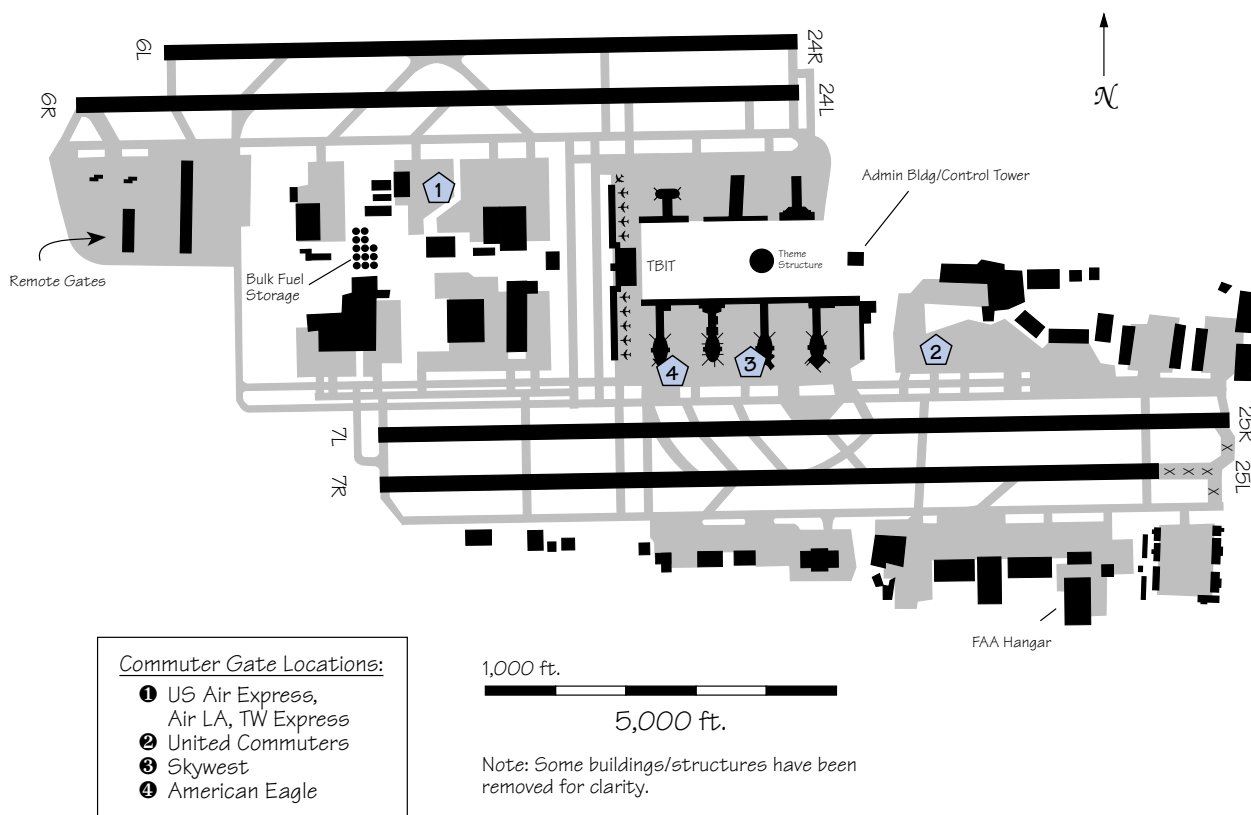 6L
24R
6R
24L
N
1
Admin Bldg/Control Tower
Remote Gates
Bulk Fuel
Storage
TBIT
Theme
Structure
2
3
4
7L
25R
7R
25L
X
X X X
X
FAA Hangar
Commuter Gate Locations:
1 US Air Express,
Air LA, TW Express
2 United Commuters
3 Skywest
4 American Eagle
1,000 ft.
5,000 ft.
Note: Some buildings/structures have been
removed for clarity.